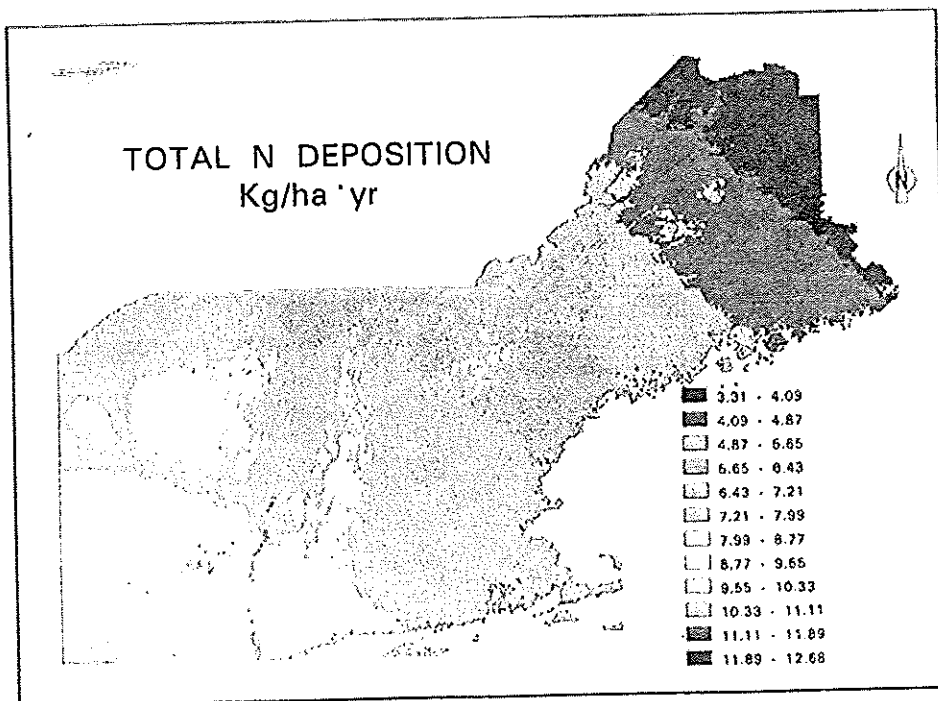 TOTAL N DEPOSITION
Kg/ha * yr
N
3.31 - 4.09
4.09 - 4.87
4.87 - 5.65
5.65 - 6.43
6.43 - 7.21
7.21 - 7.99
7.99 - 8.77
8.77 - 9.55
9.55 - 10.33
10.33 - 11.11
11.11 - 11.89
11.89 - 12.68